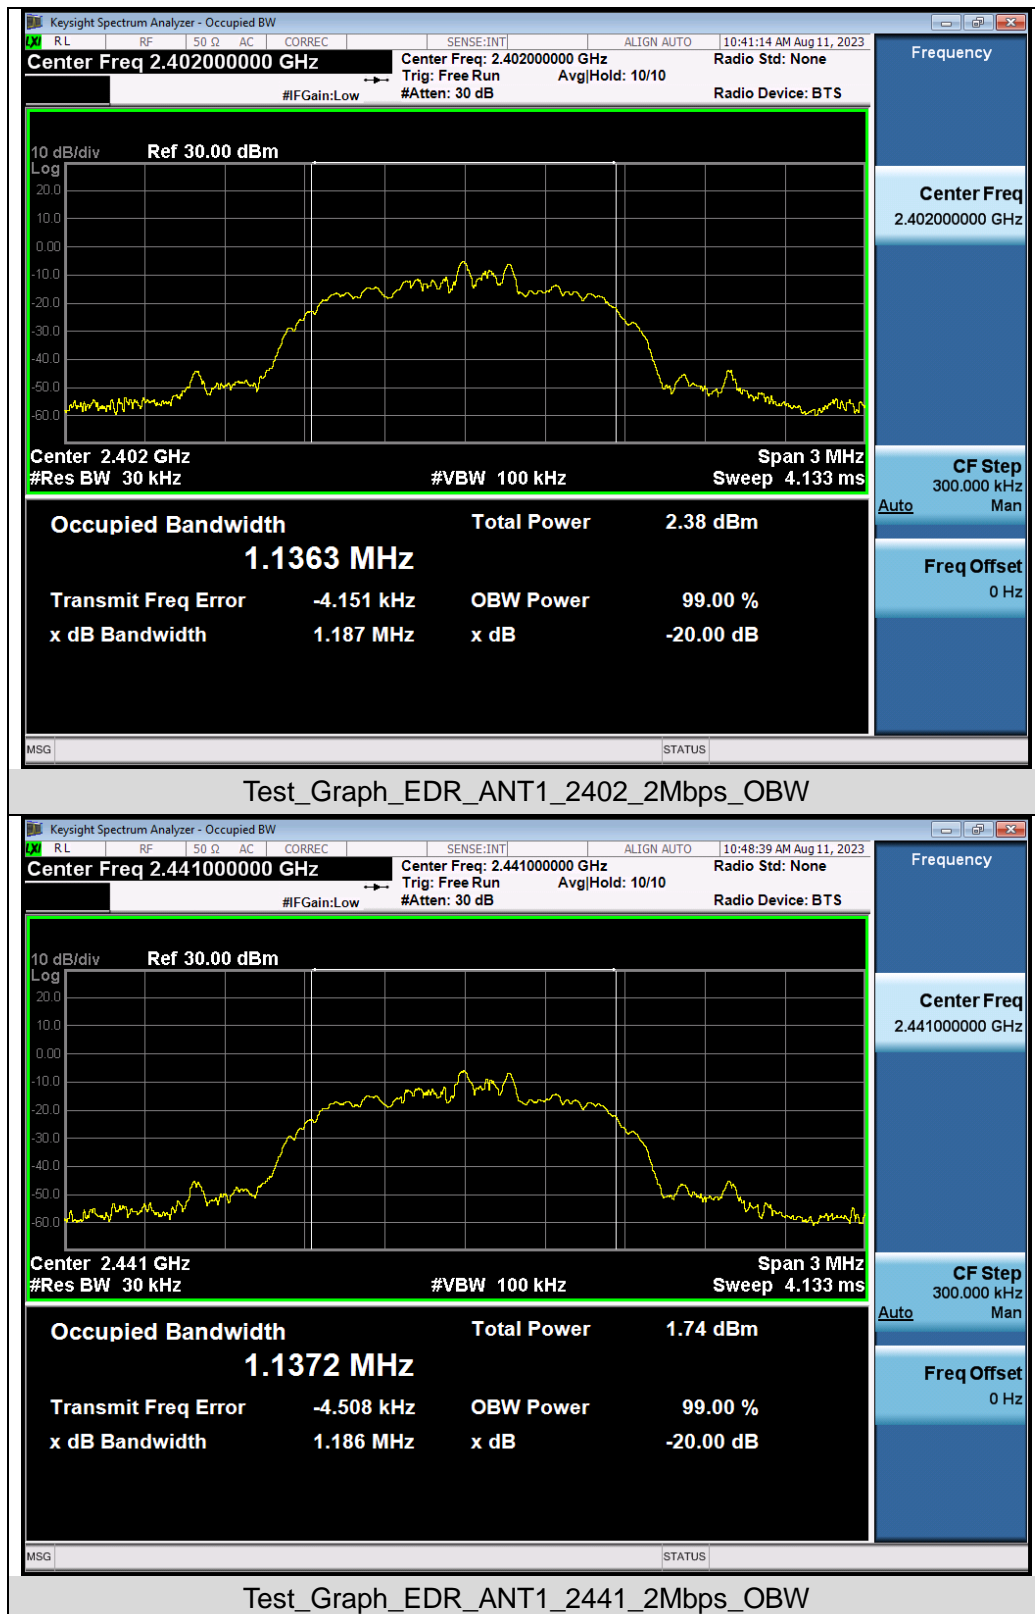 Keysight Spectrum Analyzer - Occupied BW
LXI RL RF 50 Ω AC CORREC SENSE:INT ALIGN AUTO 10:41:14 AM Aug 11, 2023
Center Freq 2.402000000 GHz
Center Freq: 2.402000000 GHz
Radio Std: None
Trig: Free Run Avg|Hold: 10/10
#IFGain:Low
#Atten: 30 dB
Radio Device: BTS
Frequency
10 dB/div Ref 30.00 dBm
Log
20.0
10.0
0.00
-10.0
-20.0
-30.0
-40.0
-50.0
-60.0
Center Freq
2.402000000 GHz
Center 2.402 GHz Span 3 MHz
#Res BW 30 kHz #VBW 100 kHz Sweep 4.133 ms
CF Step
300.000 kHz
Auto Man
Occupied Bandwidth Total Power 2.38 dBm
1.1363 MHz
Freq Offset
0 Hz
Transmit Freq Error -4.151 kHz OBW Power 99.00 %
x dB Bandwidth 1.187 MHz x dB -20.00 dB
MSG STATUS
Test_Graph_EDR_ANT1_2402_2Mbps_OBW
Keysight Spectrum Analyzer - Occupied BW
LXI RL RF 50 Ω AC CORREC SENSE:INT ALIGN AUTO 10:48:39 AM Aug 11, 2023
Center Freq 2.441000000 GHz
Center Freq: 2.441000000 GHz
Radio Std: None
Trig: Free Run Avg|Hold: 10/10
#IFGain:Low
#Atten: 30 dB
Radio Device: BTS
Frequency
10 dB/div Ref 30.00 dBm
Log
20.0
10.0
0.00
-10.0
-20.0
-30.0
-40.0
-50.0
-60.0
Center Freq
2.441000000 GHz
Center 2.441 GHz Span 3 MHz
#Res BW 30 kHz #VBW 100 kHz Sweep 4.133 ms
CF Step
300.000 kHz
Auto Man
Occupied Bandwidth Total Power 1.74 dBm
1.1372 MHz
Freq Offset
0 Hz
Transmit Freq Error -4.508 kHz OBW Power 99.00 %
x dB Bandwidth 1.186 MHz x dB -20.00 dB
MSG STATUS
Test_Graph_EDR_ANT1_2441_2Mbps_OBW